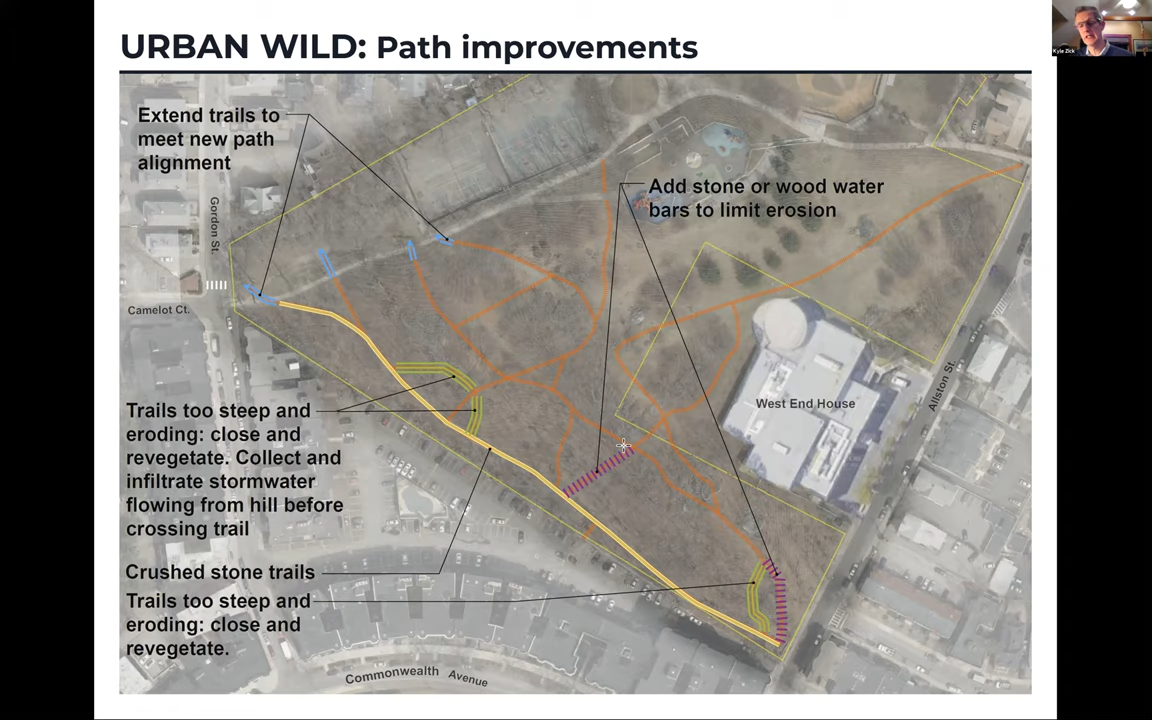 URBAN WILD: Path improvements
Kyle Zick
Extend trails to
meet new path
alignment
Add stone or wood water
bars to limit erosion
Gordon St.
Camelot Ct.
West End House
Allston St.
Trails too steep and
eroding: close and
revegetate. Collect and
infiltrate stormwater
flowing from hill before
crossing trail
Crushed stone trails
Trails too steep and
eroding: close and
revegetate.
Commonwealth Avenue